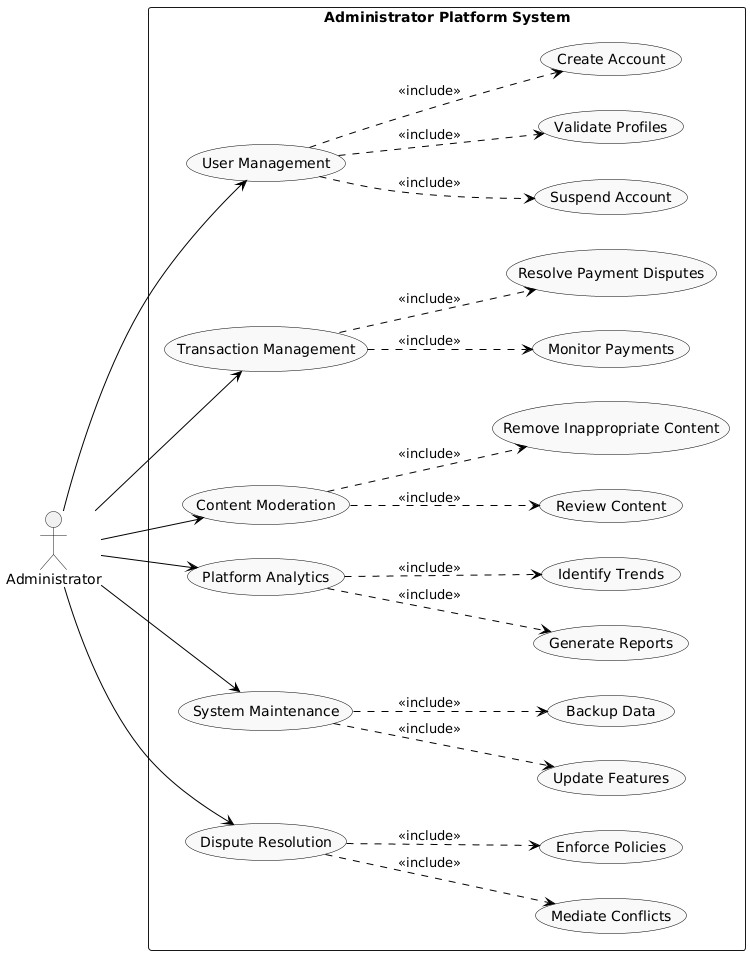 Administrator Platform System
Create Account
«include»
Validate Profiles
«include»
User Management
«include»
Suspend Account
Resolve Payment Disputes
«include»
Transaction Management
«include»
Monitor Payments
Remove Inappropriate Content
«include»
Content Moderation
«include»
Review Content
Administrator
Platform Analytics
«include»
Identify Trends
«include»
Generate Reports
System Maintenance
«include»
Backup Data
«include»
Update Features
Dispute Resolution
«include»
Enforce Policies
«include»
Mediate Conflicts